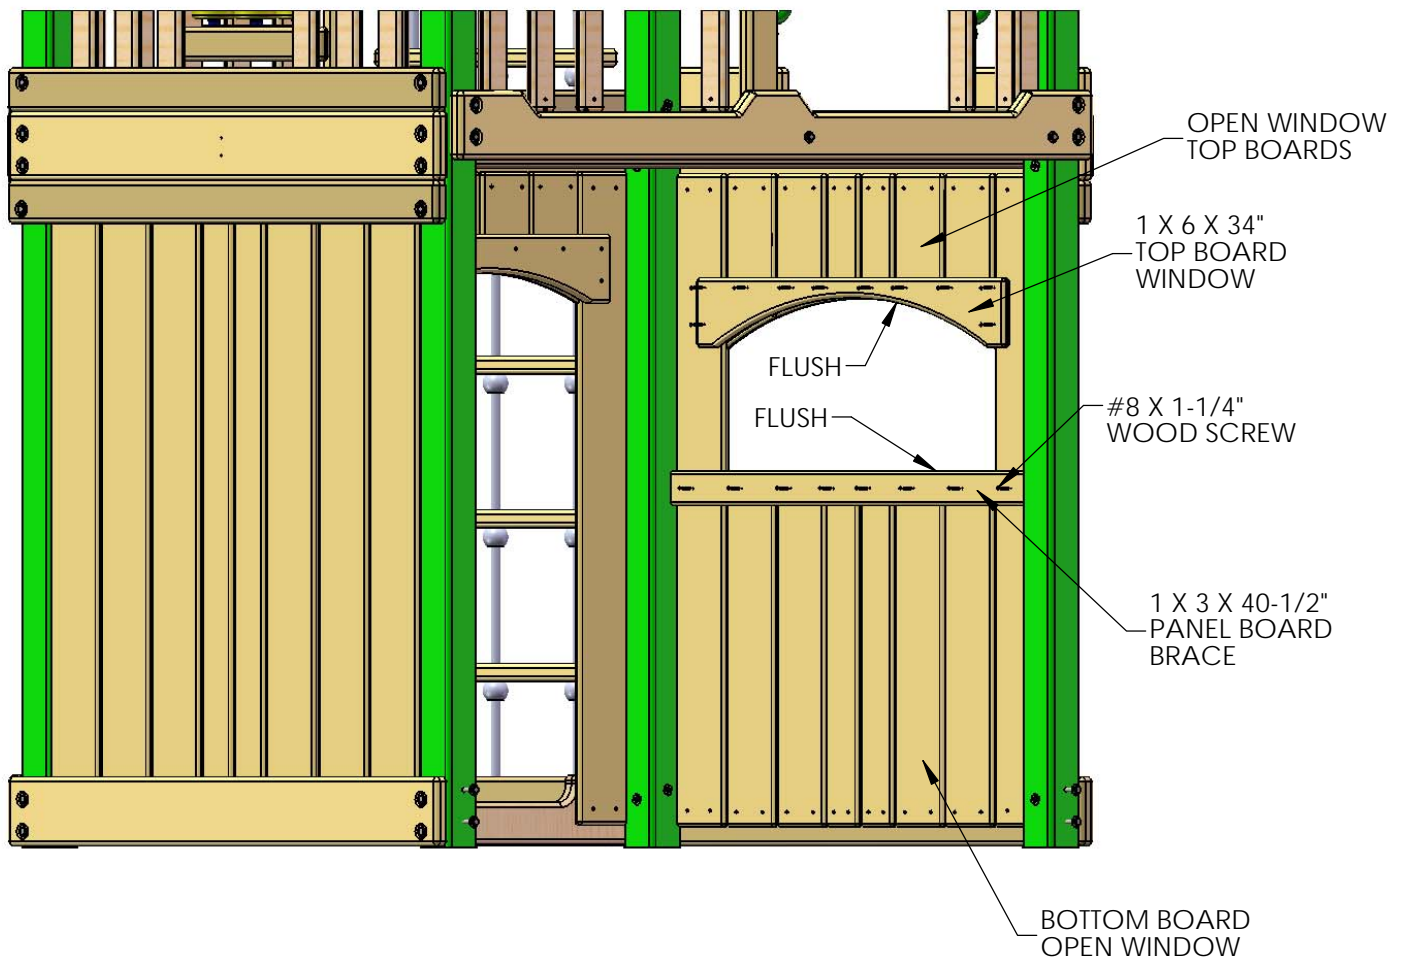 OPEN WINDOW
TOP BOARDS
1 X 6 X 34"
TOP BOARD
WINDOW
FLUSH
FLUSH
#8 X 1-1/4"
WOOD SCREW
1 X 3 X 40-1/2"
PANEL BOARD
BRACE
BOTTOM BOARD
OPEN WINDOW